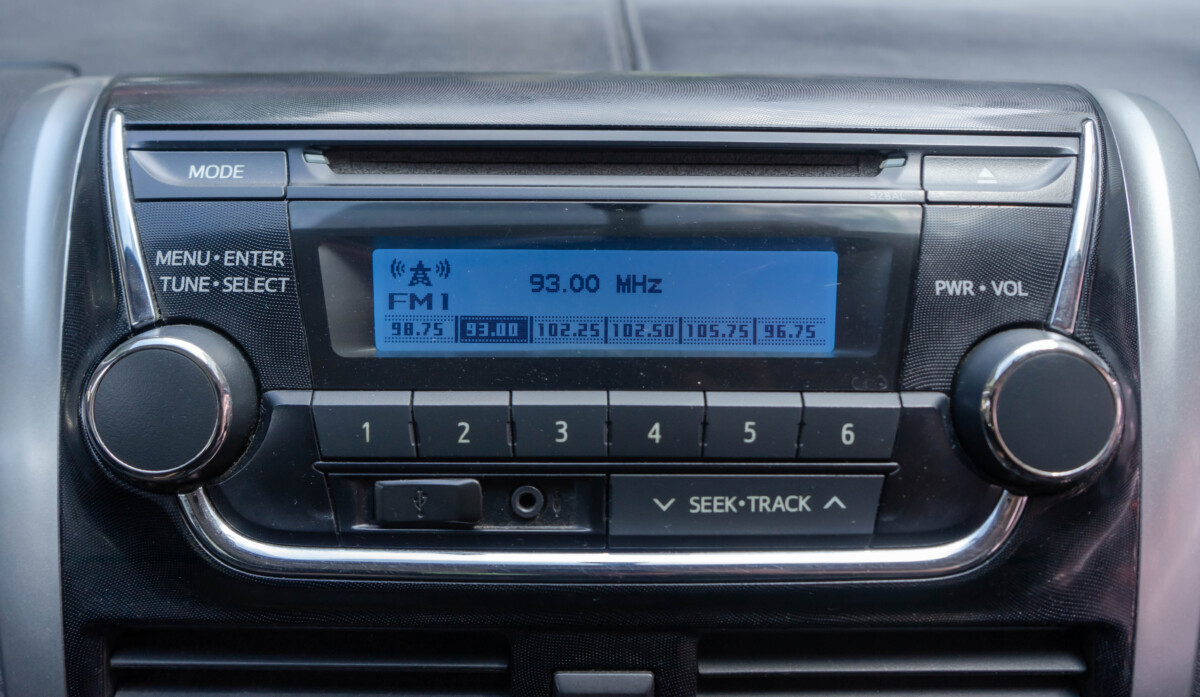 MODE
MENU•ENTER
TUNE•SELECT
93.00 MHz
FM1
98.75 93.00 102.25 102.50 105.75 96.75
PWR • VOL
1 2 3 4 5 6
SEEK•TRACK